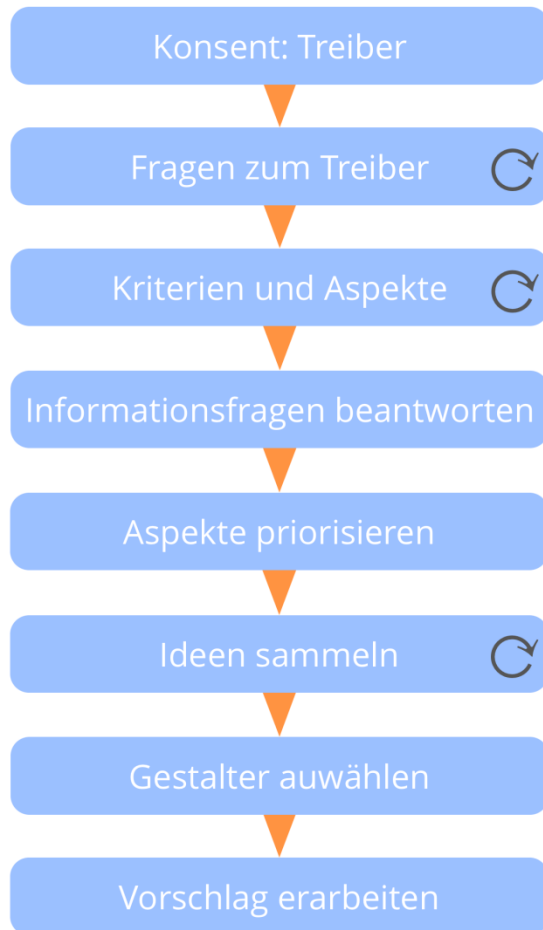 Konsent: Treiber
Fragen zum Treiber
Kriterien und Aspekte
Informationsfragen beantworten
Aspekte priorisieren
Ideen sammeln
Gestalter auwählen
Vorschlag erarbeiten